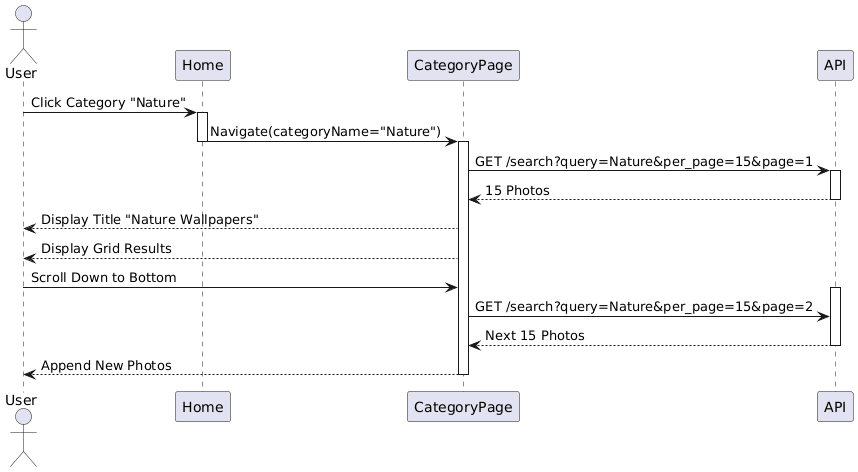 User
Home
CategoryPage
API
Click Category "Nature"
Navigate(categoryName="Nature")
GET /search?query=Nature&per_page=15&page=1
15 Photos
Display Title "Nature Wallpapers"
Display Grid Results
Scroll Down to Bottom
GET /search?query=Nature&per_page=15&page=2
Next 15 Photos
Append New Photos
User
Home
CategoryPage
API